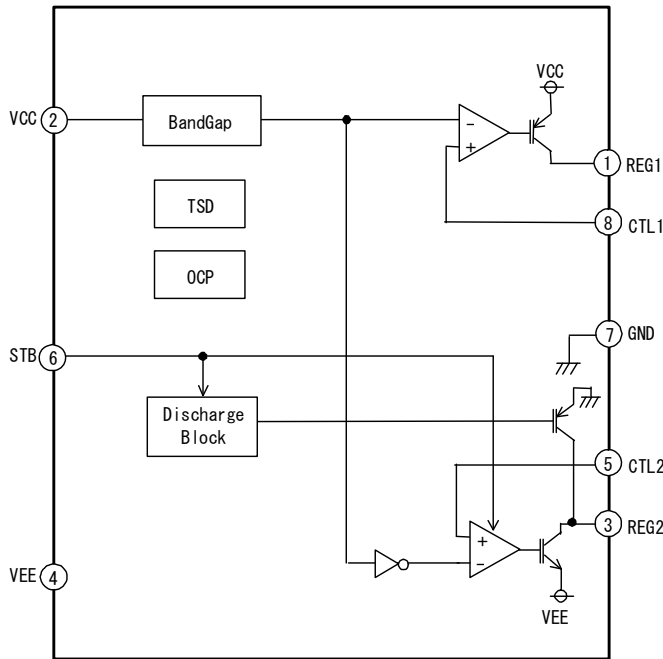 VCC
VCC 2 BandGap - +
1 REG1
TSD
8 CTL1
OCP
7 GND
STB 6
Discharge
Block
5 CTL2
3 REG2
+
-
VEE 4
VEE